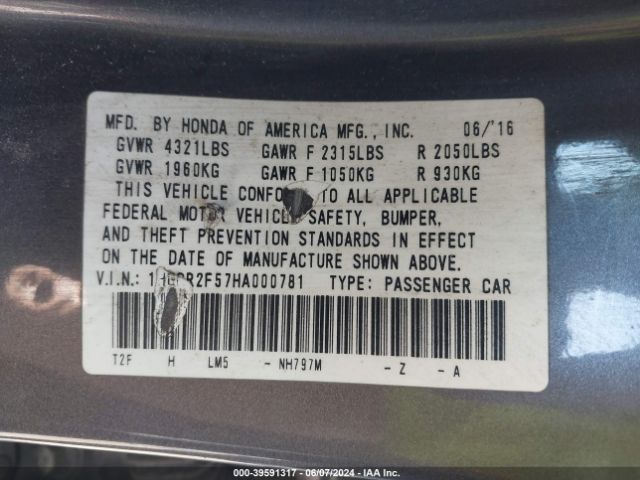 MFD. BY HONDA OF AMERICA MFG., INC. 06/'16
GVWR 4321LBS GAWR F 2315LBS R 2050LBS
GVWR 1960KG GAWR F 1050KG R 930KG
THIS VEHICLE TO ALL APPLICABLE
FEDERAL MOTOR VEHICLE SAFETY, BUMPER,
AND THEFT PREVENTION STANDARDS IN EFFECT
ON THE DATE OF MANUFACTURE SHOWN ABOVE.
V.I.N.: TYPE: PASSENGER CAR
T2F H LM5 - NH797M - Z - A
000-39591317 - 06/07/2024 - IAA Inc.